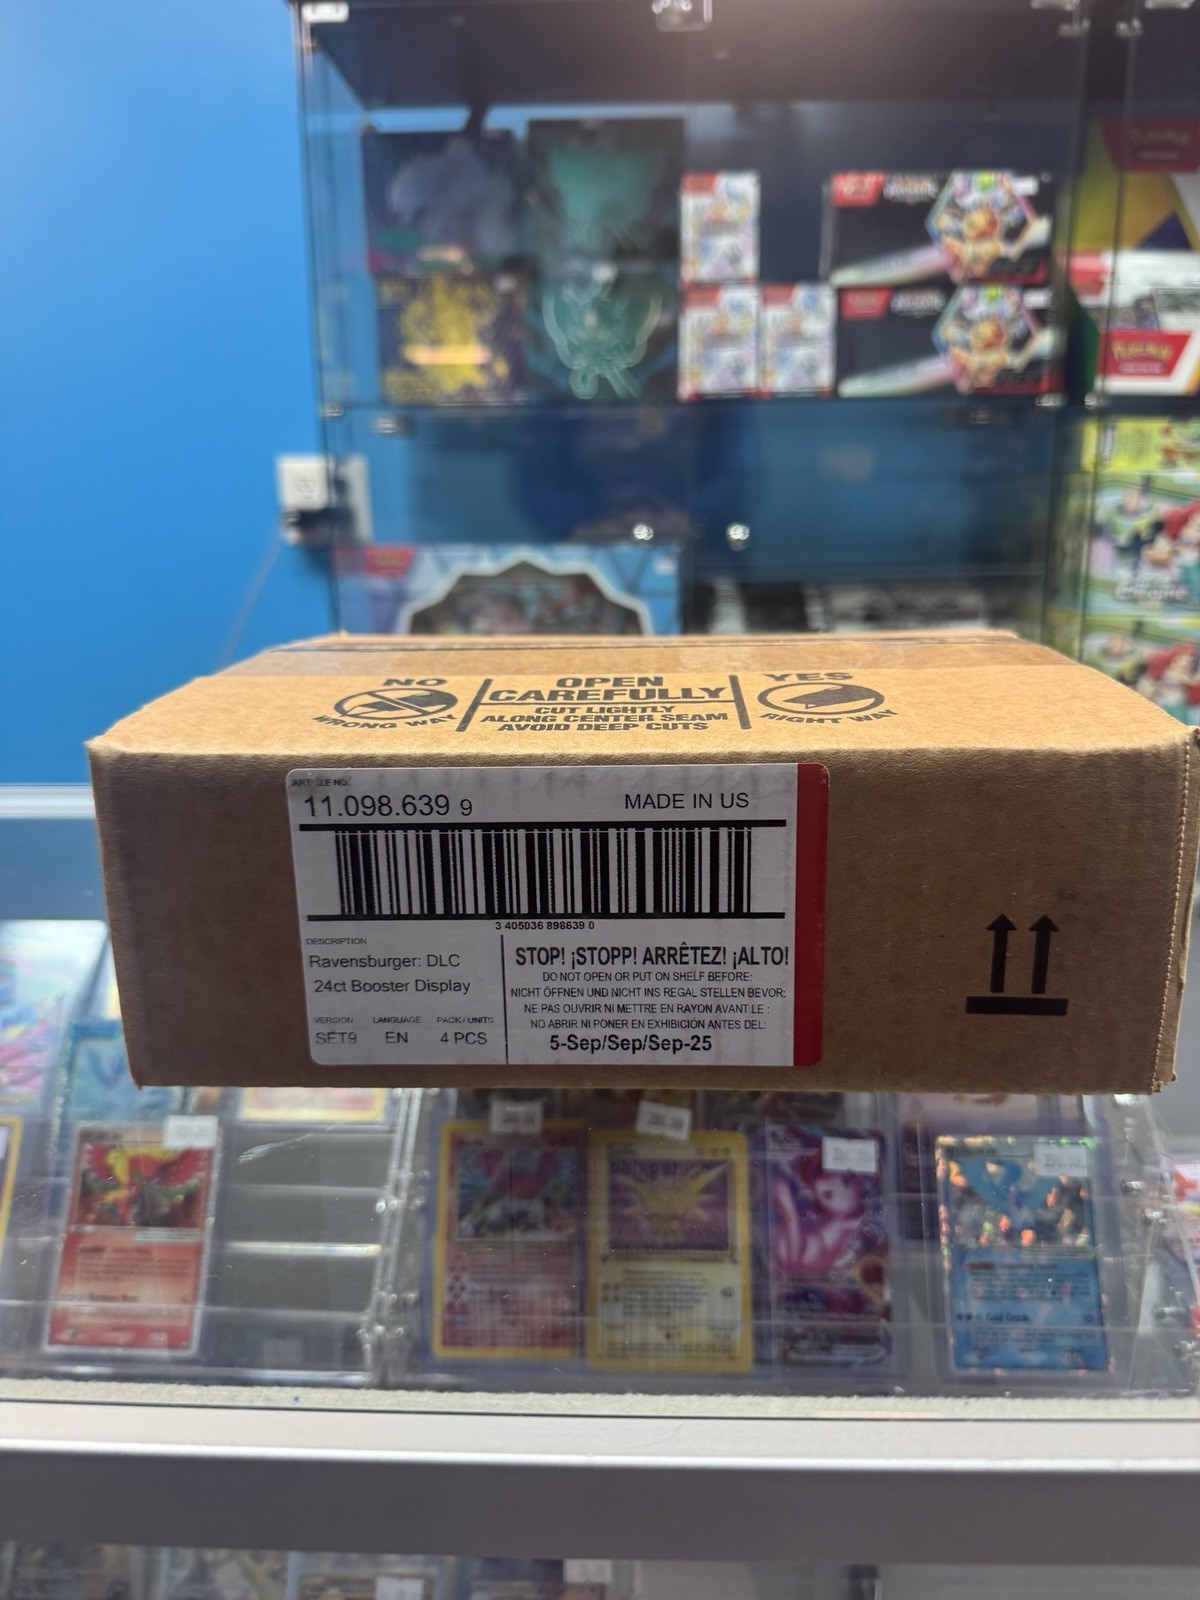 Pokémon
Pokémon
NO
WRONG WAY
OPEN
CAREFULLY
CUT LIGHTLY
ALONG CENTER SEAM
AVOID DEEP CUTS
YES
RIGHT WAY
ARTICLE NO.
11.098.639 9
MADE IN US
3 405036 898639 0
DESCRIPTION
Ravensburger: DLC
24ct Booster Display
VERSION LANGUAGE PACK / UNITS
SET9 EN 4 PCS
STOP! ¡STOPP! ARRÊTEZ! ¡ALTO!
DO NOT OPEN OR PUT ON SHELF BEFORE:
NICHT ÖFFNEN UND NICHT INS REGAL STELLEN BEVOR:
NE PAS OUVRIR NI METTRE EN RAYON AVANT LE :
NO ABRIR NI PONER EN EXHIBICIÓN ANTES DEL:
5-Sep/Sep/Sep-25